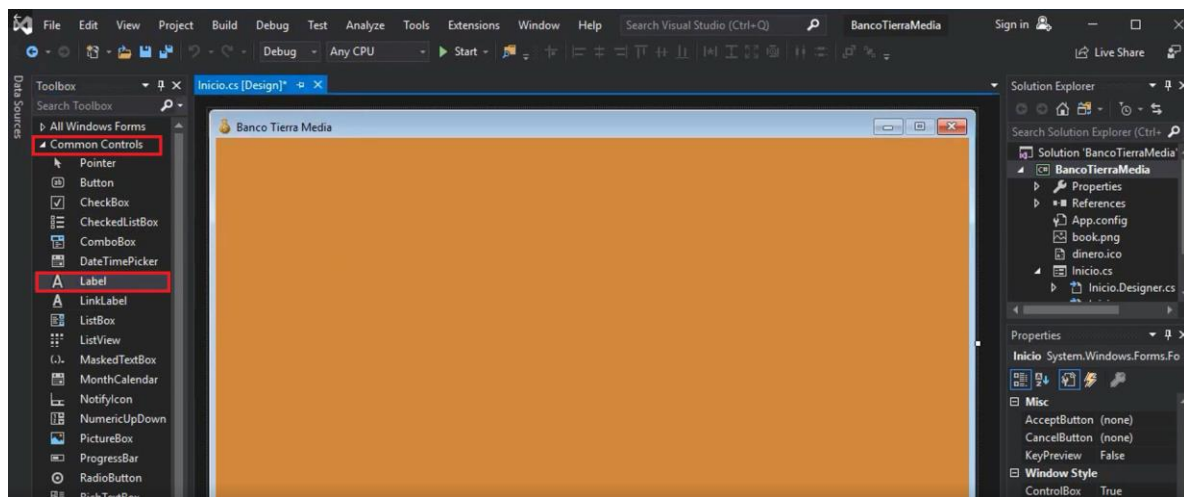 File Edit View Project Build Debug Test Analyze Tools Extensions Window Help Search Visual Studio (Ctrl+Q) BancoTierraMedia Sign in
Debug Any CPU Start Live Share
Data Sources
Toolbox
Search Toolbox
All Windows Forms
Common Controls
Pointer
Button
CheckBox
CheckedListBox
ComboBox
DateTimePicker
Label
LinkLabel
ListBox
ListView
MaskedTextBox
MonthCalendar
NotifyIcon
NumericUpDown
PictureBox
ProgressBar
RadioButton
RichTextBox
Inicio.cs [Design]*
Banco Tierra Media
Solution Explorer
Search Solution Explorer (Ctrl+
Solution 'BancoTierraMedia'
BancoTierraMedia
Properties
References
App.config
book.png
dinero.ico
Inicio.cs
Inicio.Designer.cs
Properties
Inicio System.Windows.Forms.Fo
Misc
AcceptButton (none)
CancelButton (none)
KeyPreview False
Window Style
ControlBox True